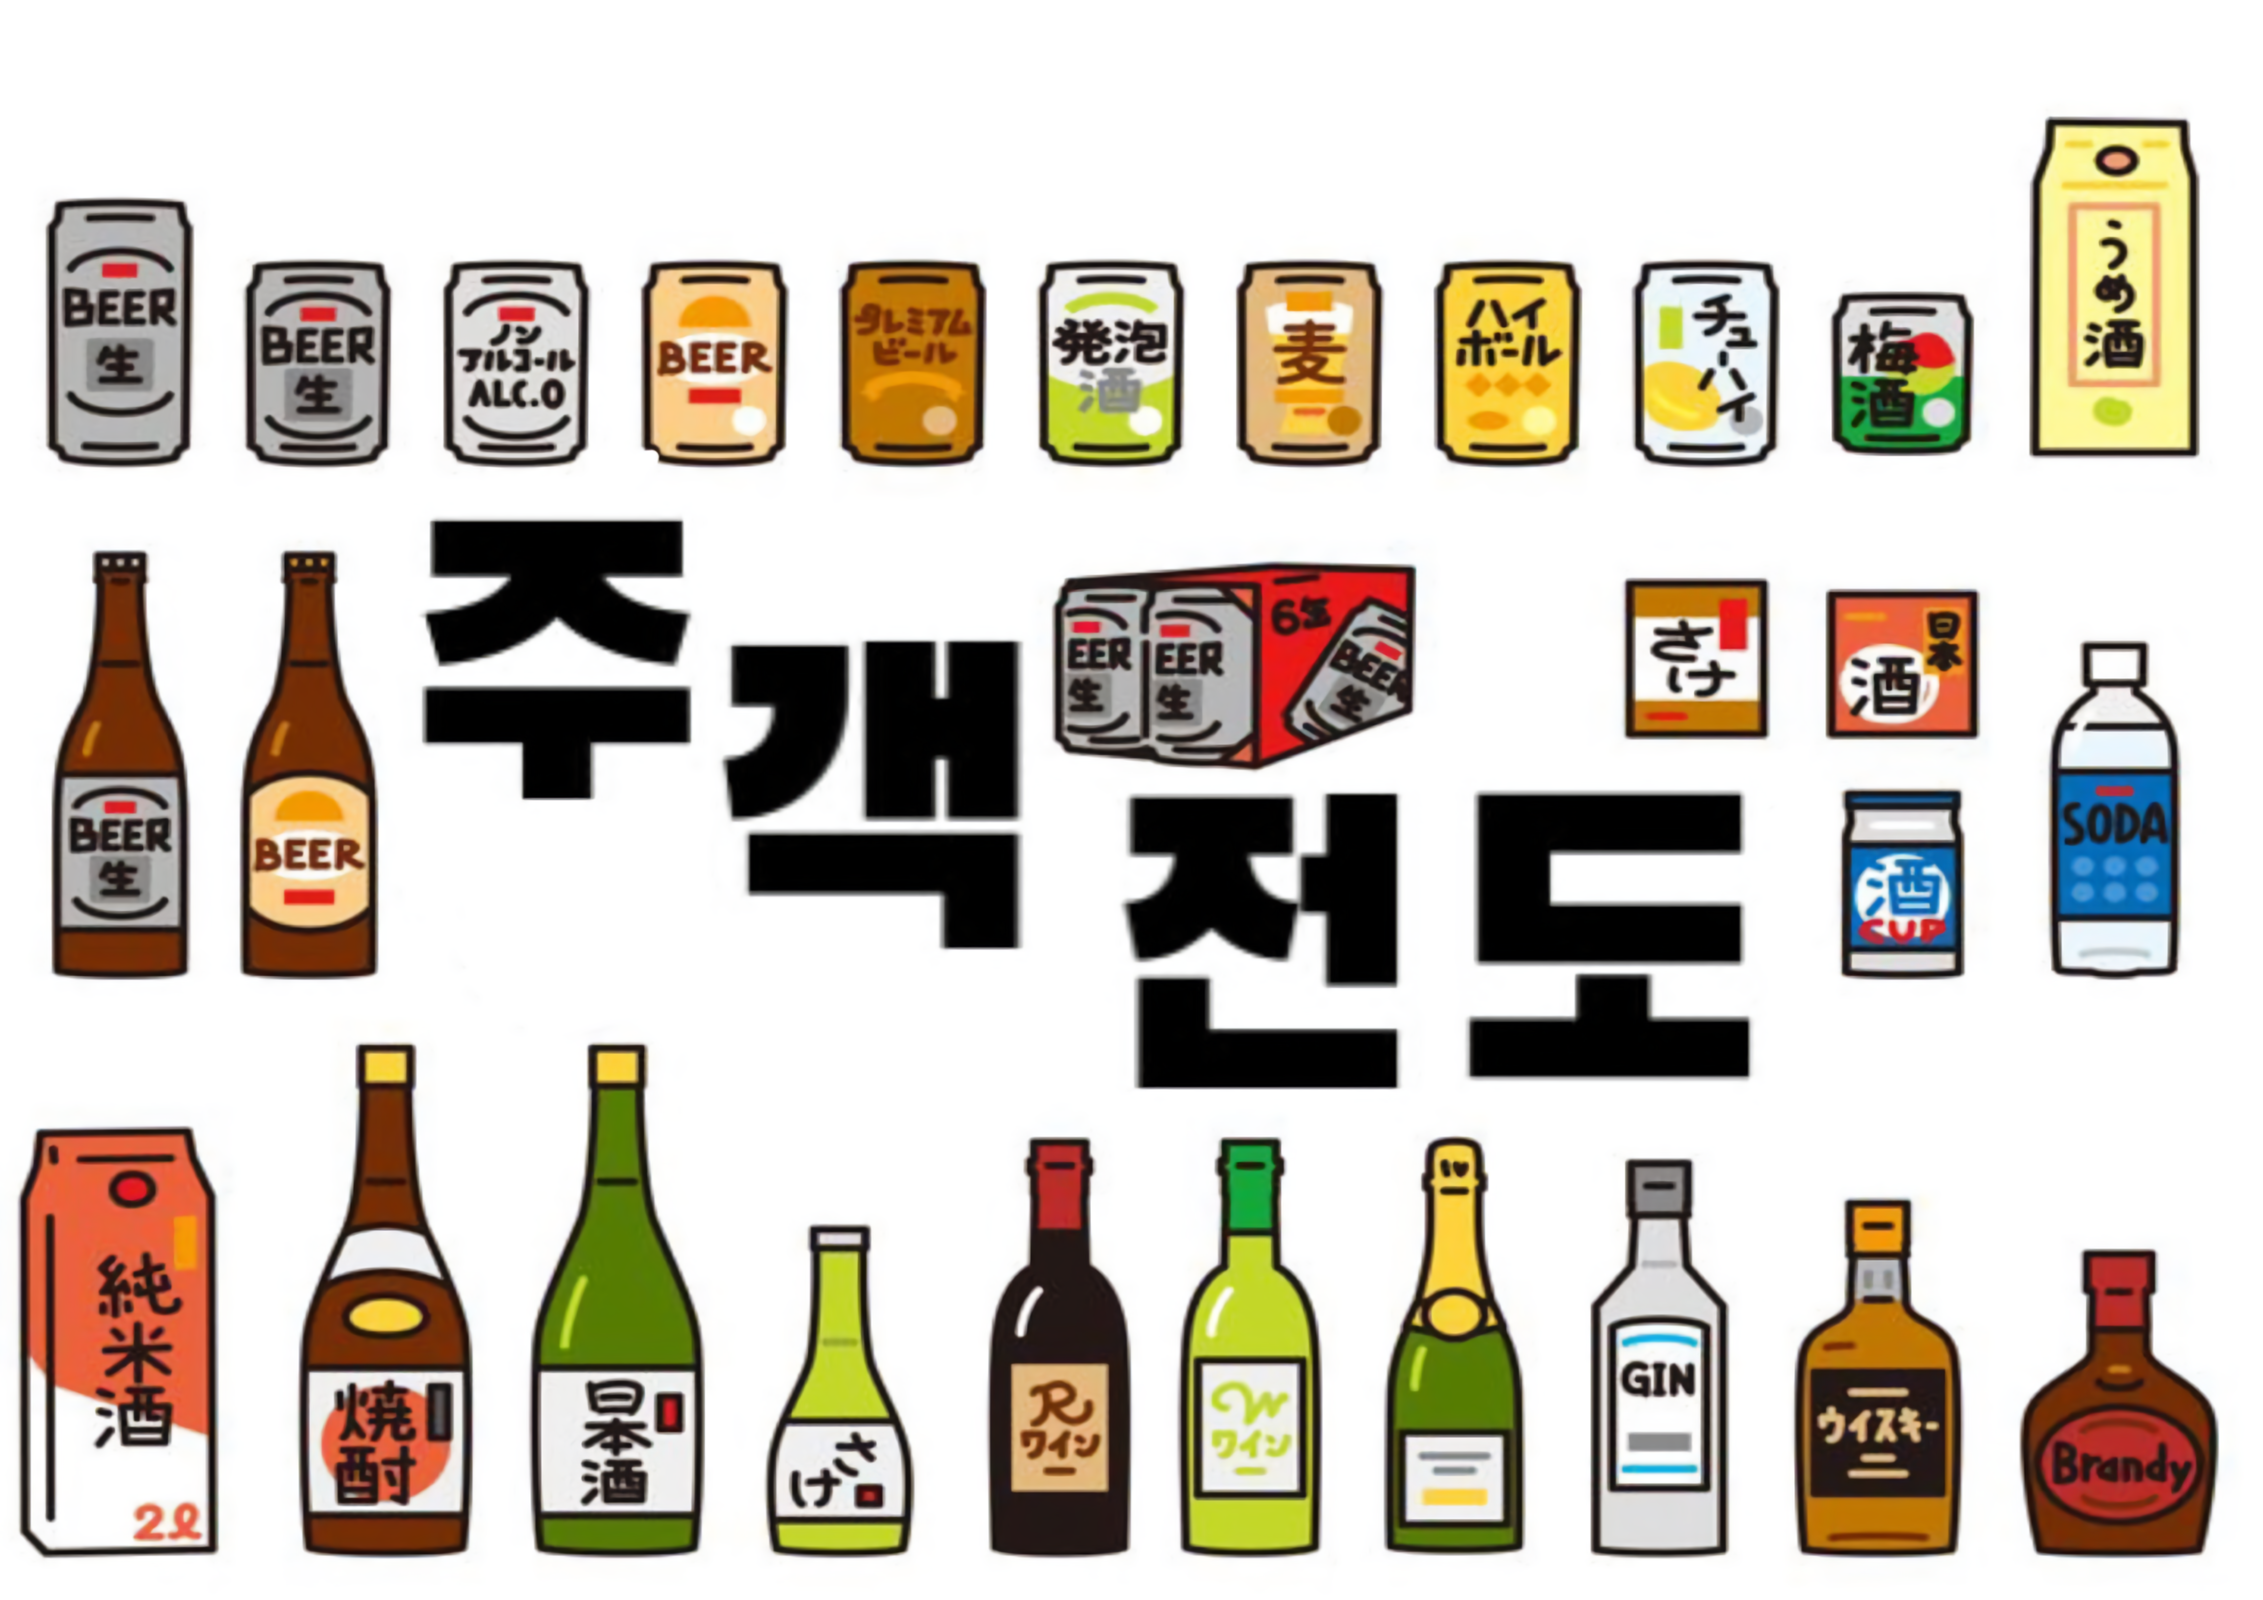 BEER
生
BEER
生
ノン
アルコール
ALC.0
BEER
タレミアム
ビール
発泡
酒
麦
ハイ
ボール
チューハイ
梅
酒
うめ酒
BEER
生
BEER
주객전도
EER
生
EER
生
6缶
BEER
生
さけ
日本
酒
酒
CUP
SODA
純米酒
2ℓ
焼酎
日本酒
さけ
R
ワイン
W
ワイン
GIN
ウイスキー
Brandy